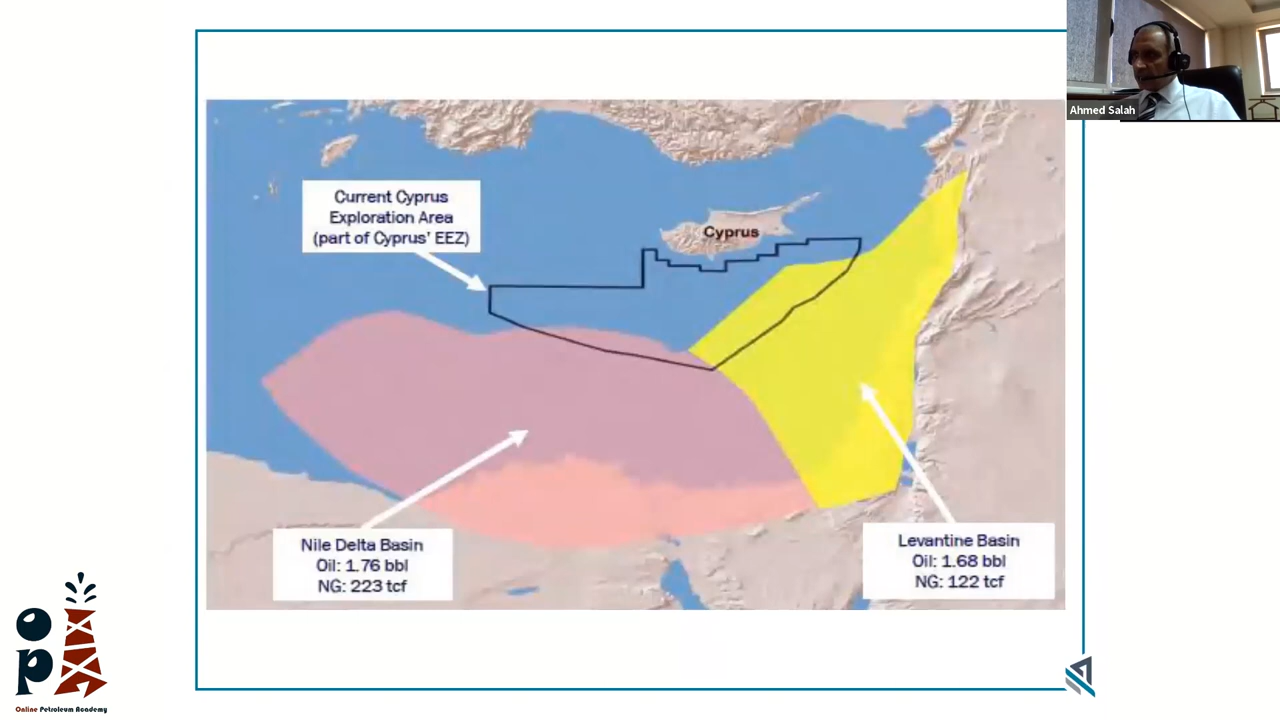 Ahmed Salah
Current Cyprus
Exploration Area
(part of Cyprus' EEZ)
Cyprus
Nile Delta Basin
Oil: 1.76 bbl
NG: 223 tcf
Levantine Basin
Oil: 1.68 bbl
NG: 122 tcf
OPA
Online Petroleum Academy